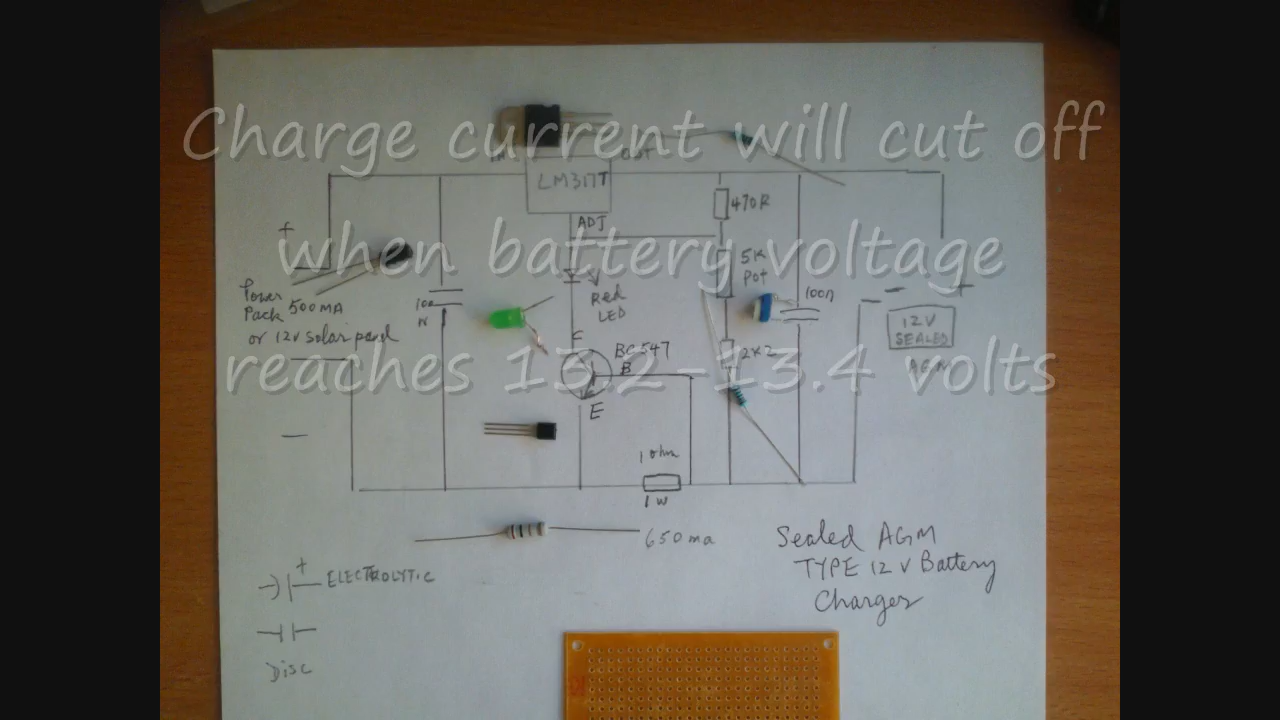 Charge current will cut off
when battery voltage
reaches 13.2-13.4 volts
IN
OUT
LM317T
ADJ
470R
+
5K
Pot
Red
LED
Power
Pack 500MA
or 12V solar panel
100n
-
+
12V
SEALED
AGM
C
BC547
B
2K2
E
-
1 ohm
1W
650ma
Sealed AGM
TYPE 12V Battery
Charger
+
ELECTROLYTIC
DISC